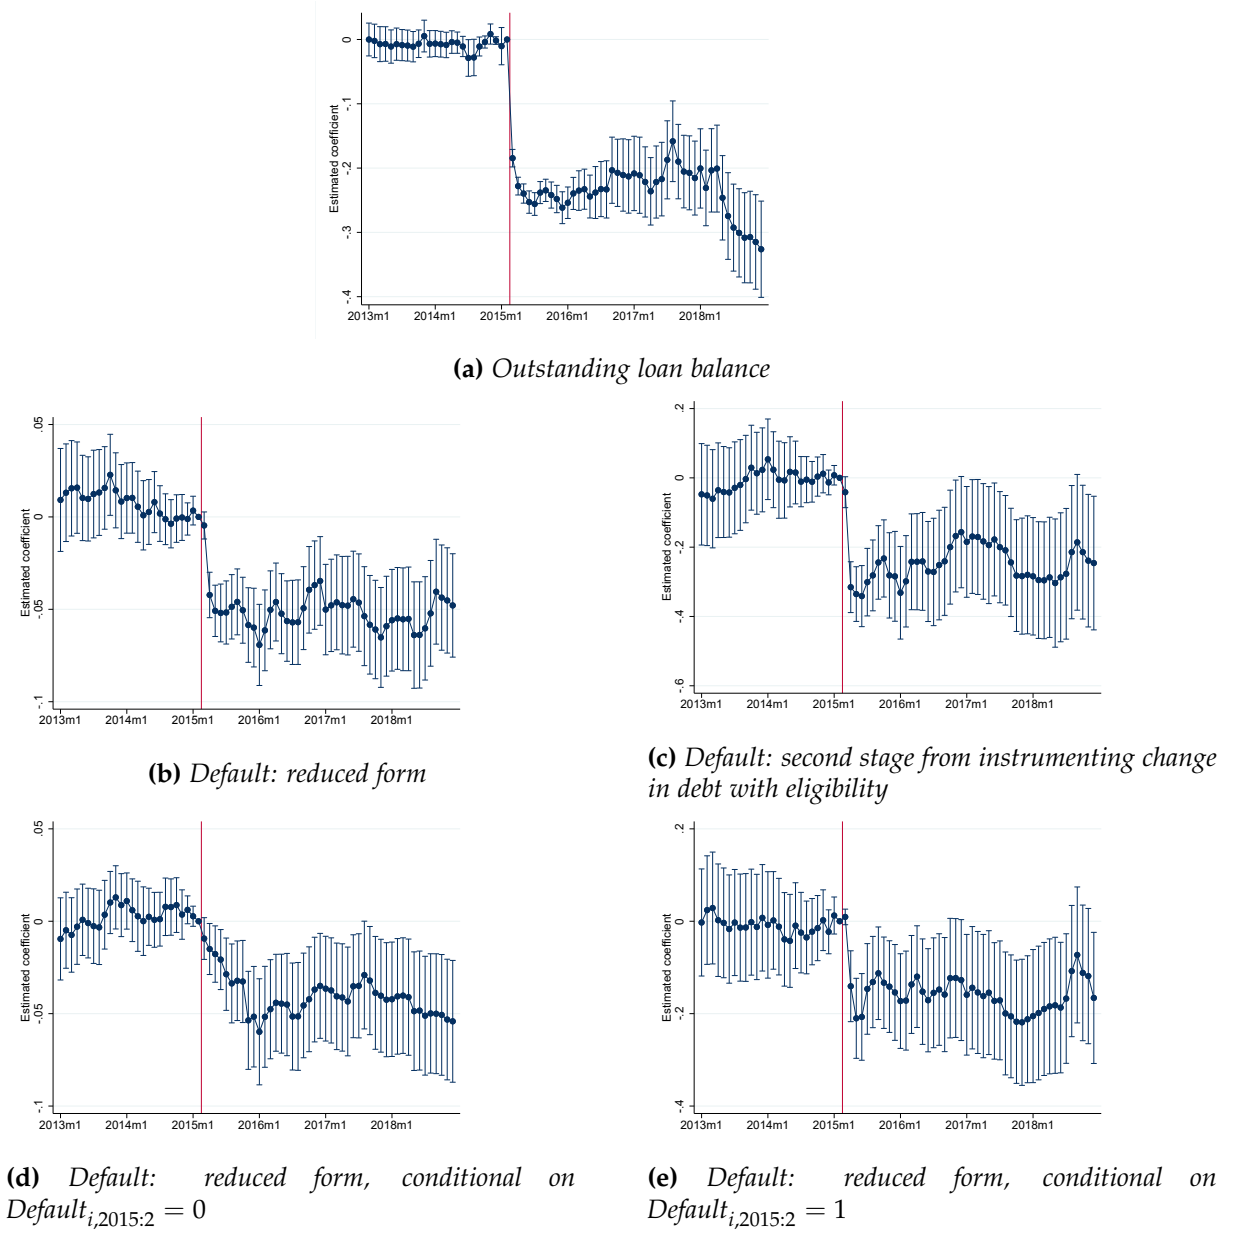 Estimated coefficient
0
-.1
-.2
-.3
-.4
2013m1 2014m1 2015m1 2016m1 2017m1 2018m1
(a) Outstanding loan balance
Estimated coefficient
.05
0
-.05
-.1
2013m1 2014m1 2015m1 2016m1 2017m1 2018m1
(b) Default: reduced form
Estimated coefficient
.2
0
-.2
-.4
-.6
2013m1 2014m1 2015m1 2016m1 2017m1 2018m1
(c) Default: second stage from instrumenting change
in debt with eligibility
Estimated coefficient
.05
0
-.05
-.1
2013m1 2014m1 2015m1 2016m1 2017m1 2018m1
(d) Default: reduced form, conditional on
Default_{i,2015:2} = 0
Estimated coefficient
.2
0
-.2
-.4
2013m1 2014m1 2015m1 2016m1 2017m1 2018m1
(e) Default: reduced form, conditional on
Default_{i,2015:2} = 1